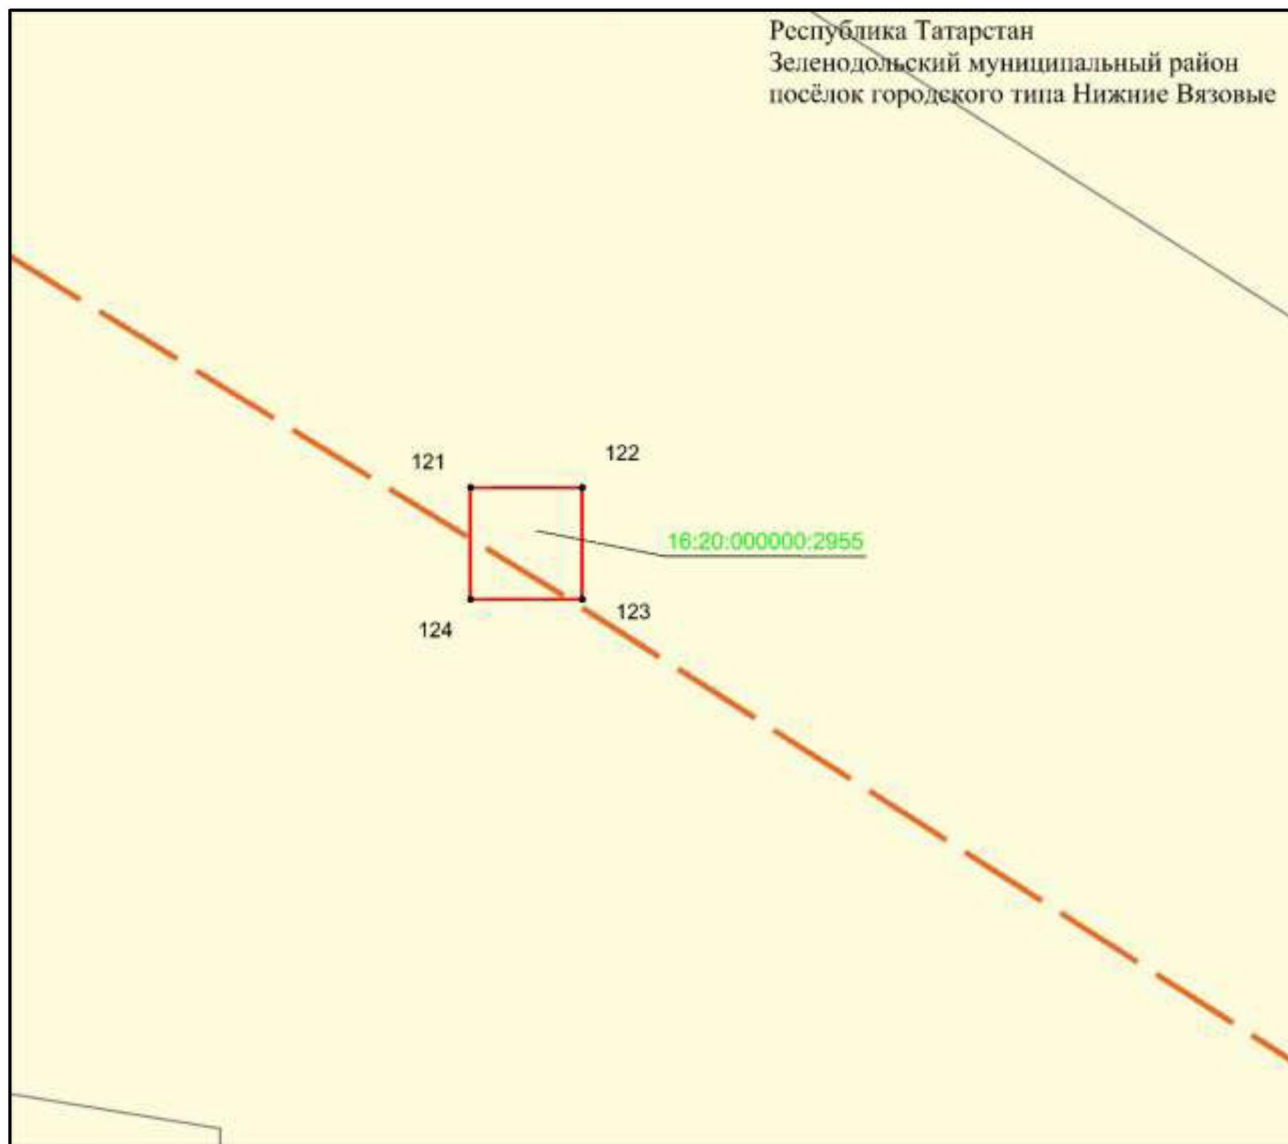 Республика Татарстан
Зеленодольский муниципальный район
посёлок городского типа Нижние Вязовые
121
122
16:20:000000:2955
123
124